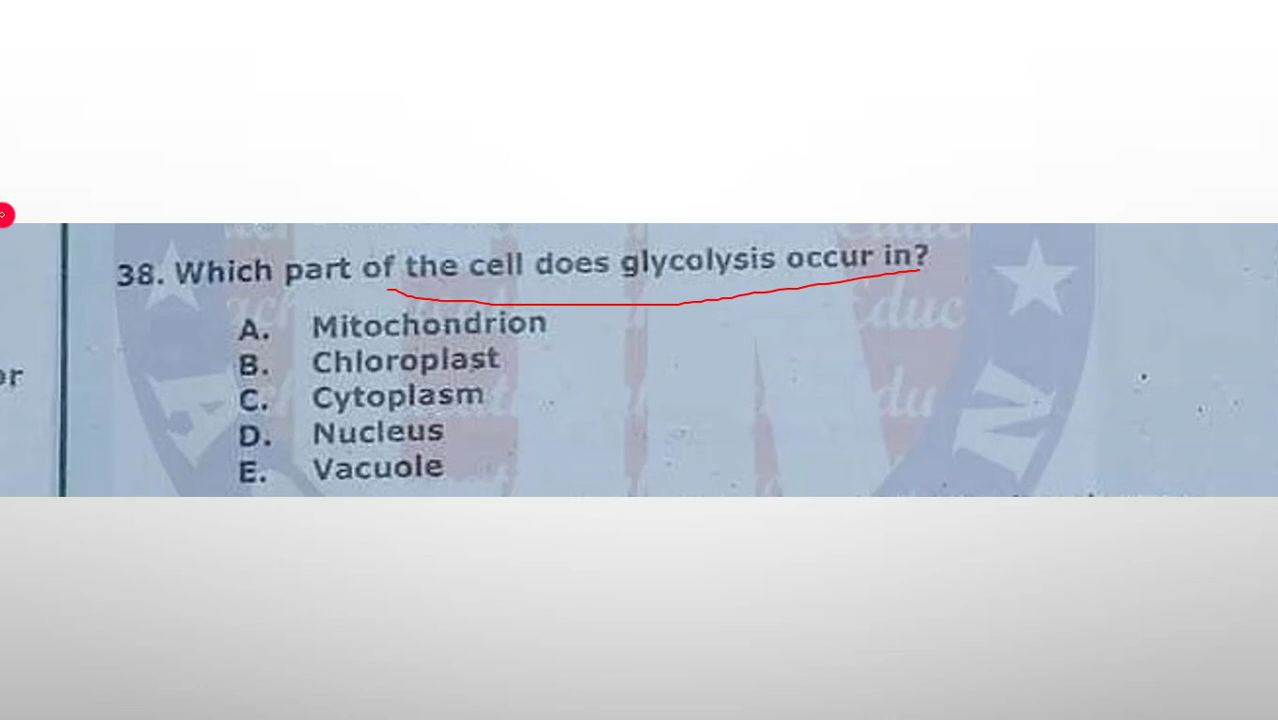 38. Which part of the cell does glycolysis occur in?
A. Mitochondrion
B. Chloroplast
C. Cytoplasm
D. Nucleus
E. Vacuole